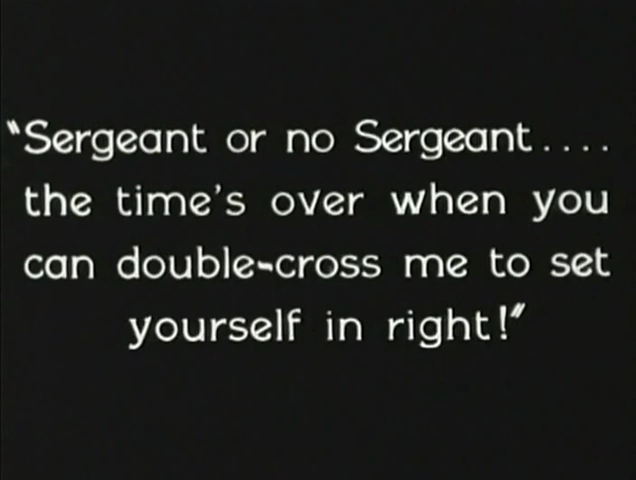 "Sergeant or no Sergeant....
the time's over when you
can double-cross me to set
yourself in right!"